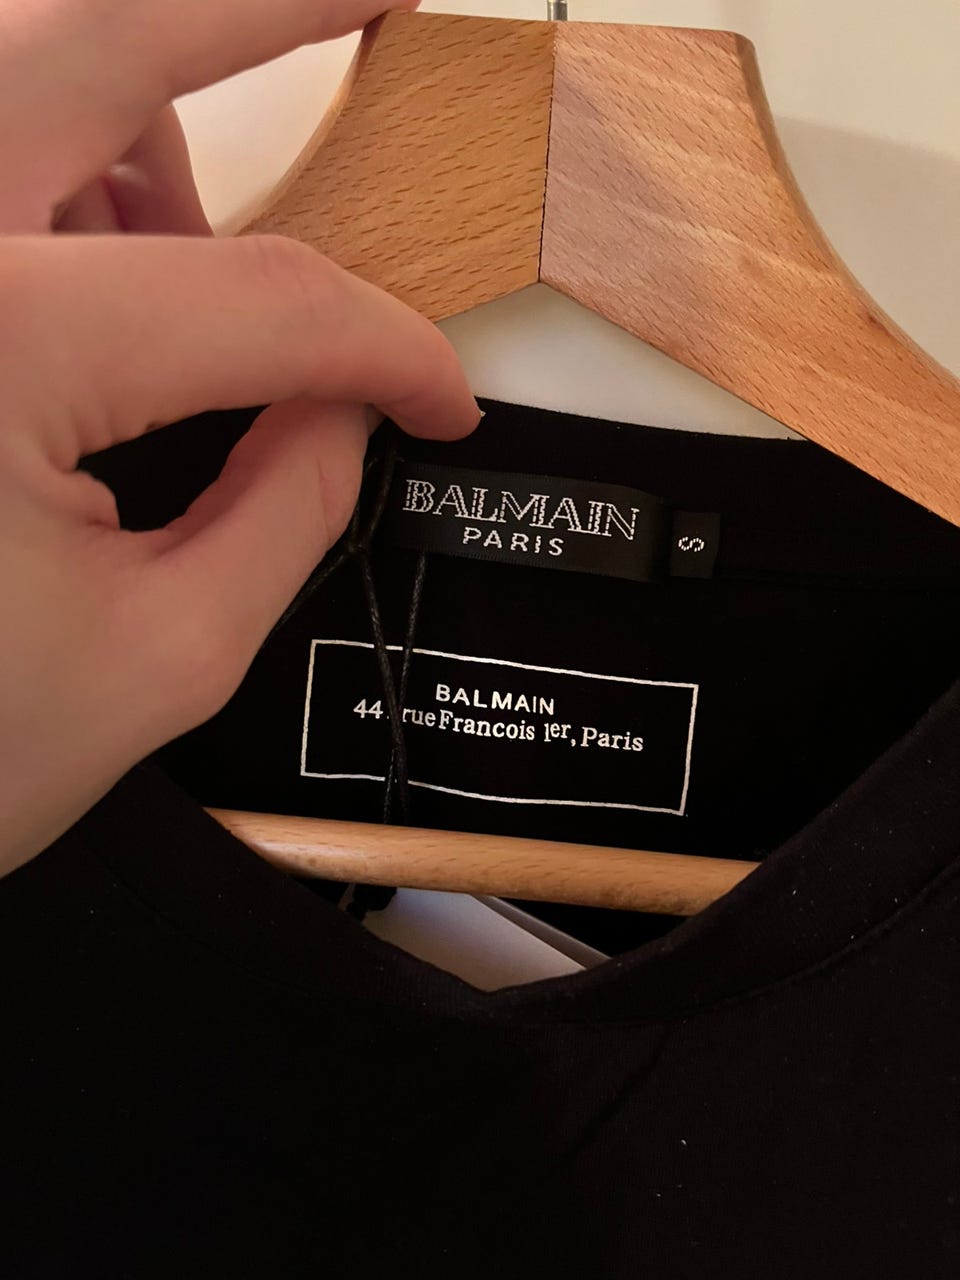 BALMAIN
PARIS
S
BALMAIN
44 rue Francois 1er, Paris